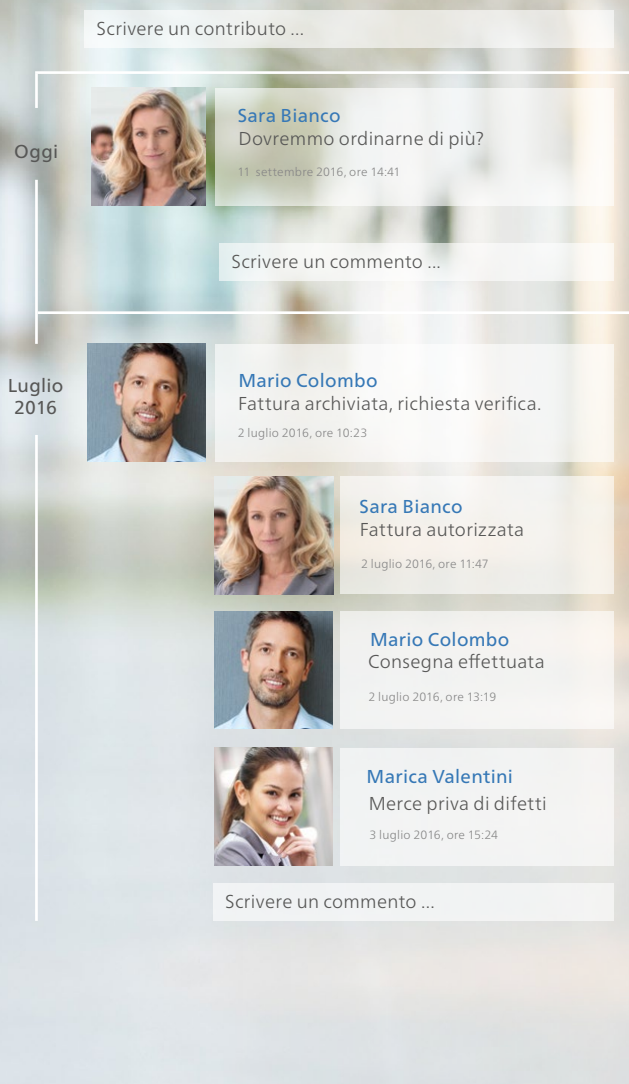 Scrivere un contributo ...
Oggi
Sara Bianco
Dovremmo ordinarne di più?
11 settembre 2016, ore 14:41
Scrivere un commento ...
Luglio
2016
Mario Colombo
Fattura archiviata, richiesta verifica.
2 luglio 2016, ore 10:23
Sara Bianco
Fattura autorizzata
2 luglio 2016, ore 11:47
Mario Colombo
Consegna effettuata
2 luglio 2016, ore 13:19
Marica Valentini
Merce priva di difetti
3 luglio 2016, ore 15:24
Scrivere un commento ...